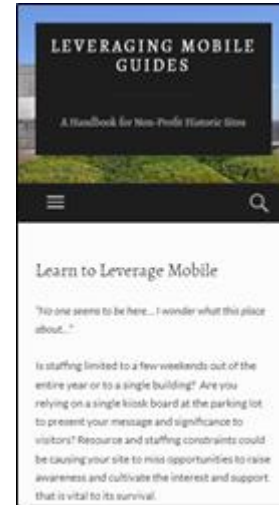 LEVERAGING MOBILE
GUIDES
A Handbook for Non-Profit Historic Sites
Learn to Leverage Mobile
"No one seems to be here... I wonder what this place
about..."
Is staffing limited to a few weekends out of the
entire year or to a single building? Are you
relying on a single kiosk board at the parking lot
to present your message and significance to
visitors? Resource and staffing constraints could
be causing your site to miss opportunities to raise
awareness and cultivate the interest and support
that is vital to its survival.